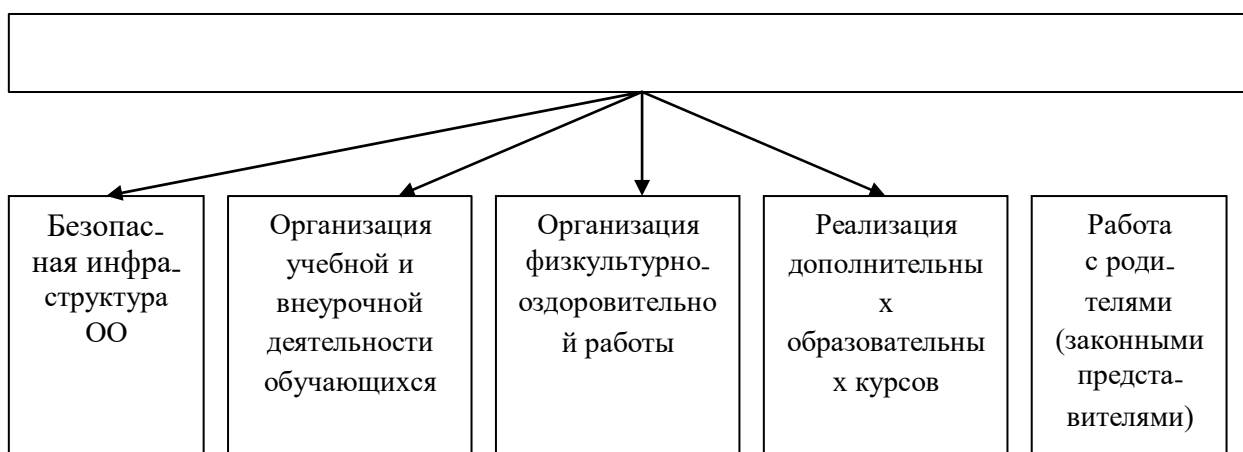 Безопас-
ная инфра-
структура
ОО
Организация
учебной и
внеурочной
деятельности
обучающихся
Организация
физкультурно-
оздоровительно
й работы
Реализация
дополнительны
х
образовательны
х курсов
Работа
с роди-
телями
(законными
предста-
вителями)